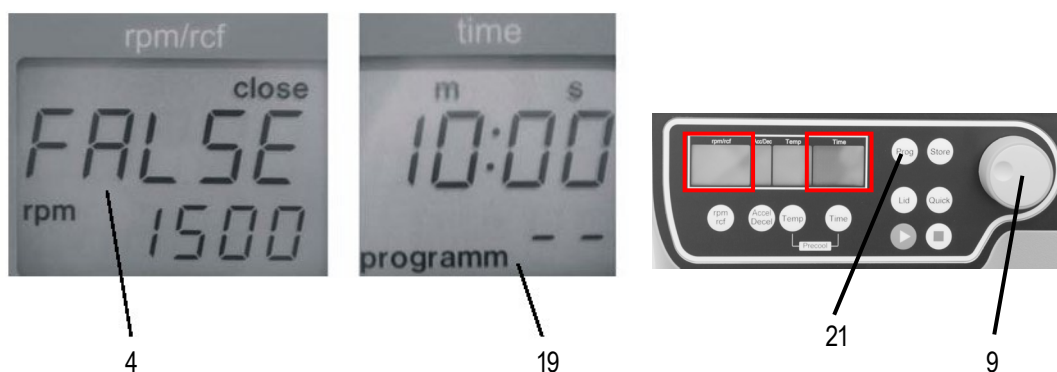 rpm/rcf
close
FALSE
rpm 1500
4
time
m s
10:00
programm --
19
rpm/rcf Acc/Dec Temp Time
Prog Store
Lid Quick
rpm
rcf
Accel
Decel
Temp Time
Precool
21
9